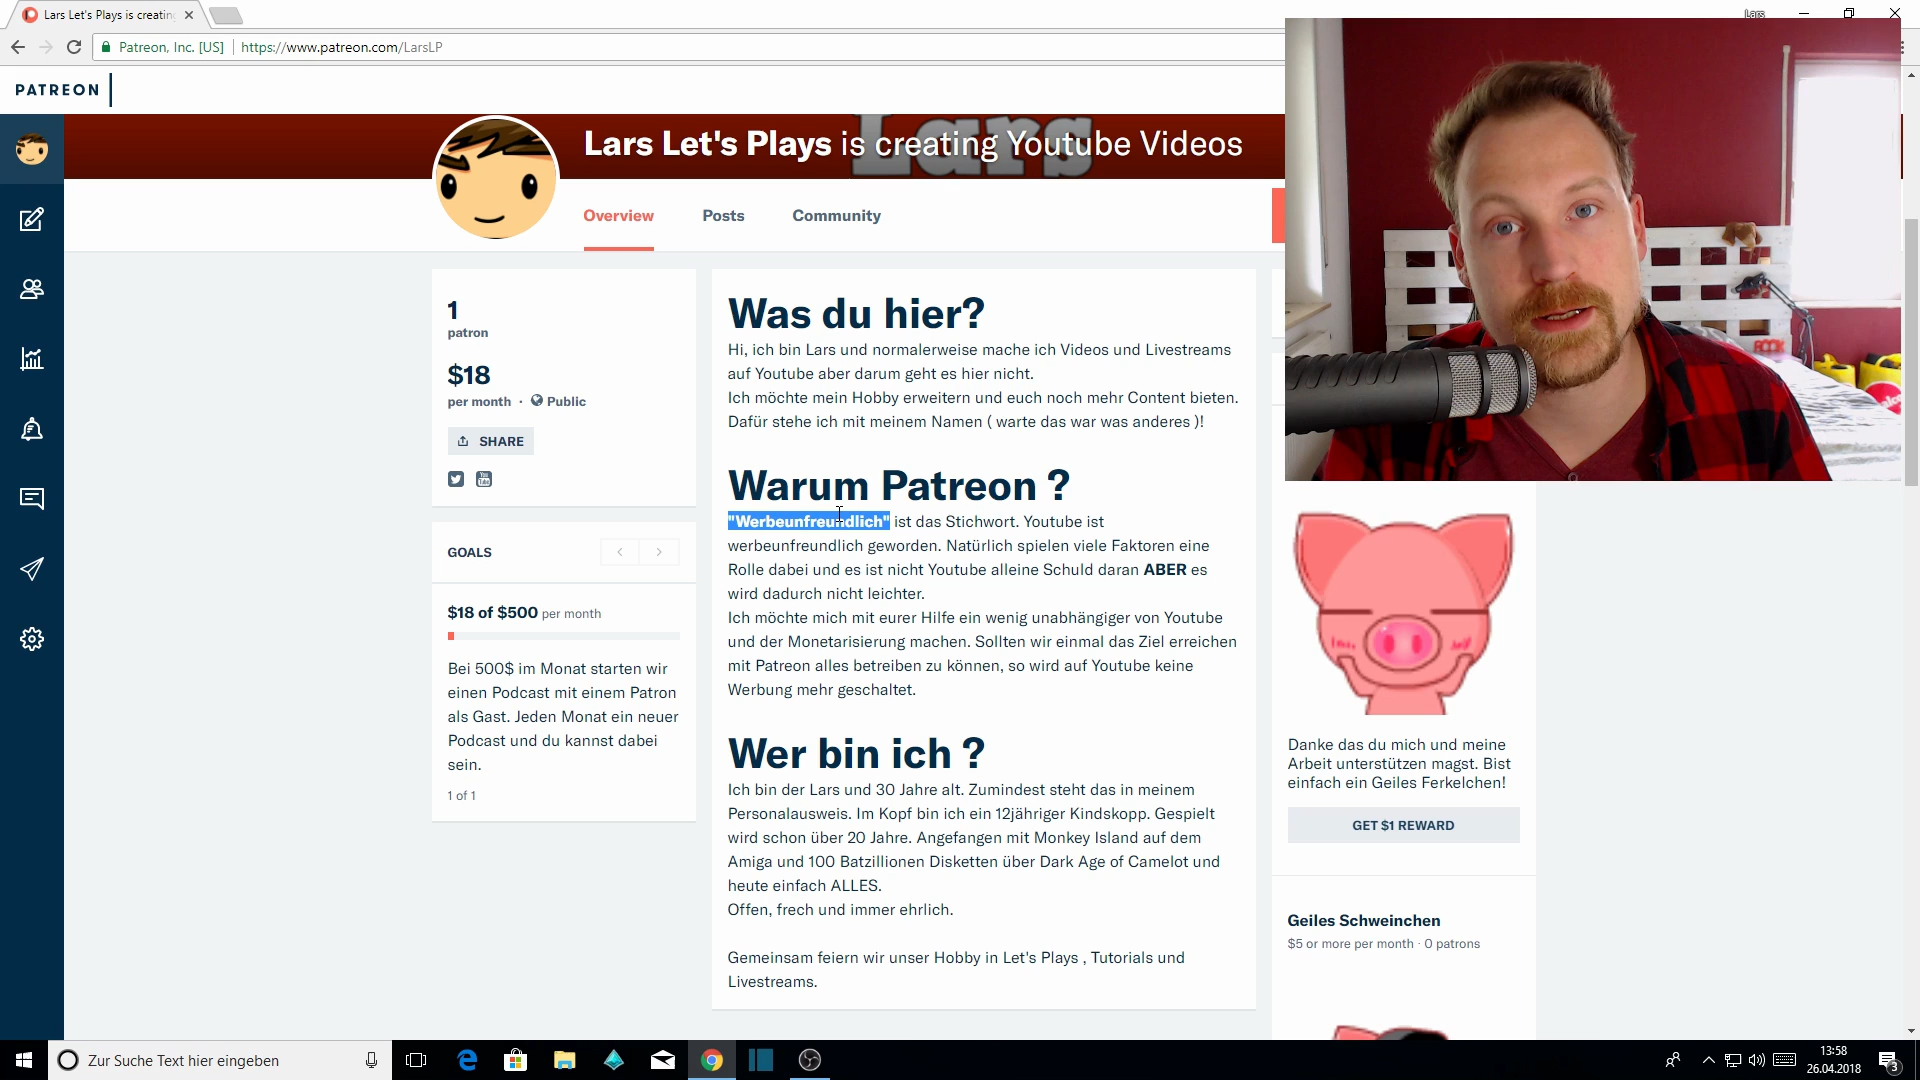 Lars Let's Plays is creatin
Lars
Patreon, Inc. [US]
https://www.patreon.com/LarsLP
PATREON
Lars
Lars Let's Plays is creating Youtube Videos
Overview
Posts
Community
1
patron
$18
per month · Public
SHARE
You
Tube
GOALS
$18 of $500 per month
Bei 500$ im Monat starten wir
einen Podcast mit einem Patron
als Gast. Jeden Monat ein neuer
Podcast und du kannst dabei
sein.
1 of 1
Was du hier?
Hi, ich bin Lars und normalerweise mache ich Videos und Livestreams
auf Youtube aber darum geht es hier nicht.
Ich möchte mein Hobby erweitern und euch noch mehr Content bieten.
Dafür stehe ich mit meinem Namen ( warte das war was anderes )!
Warum Patreon ?
"Werbeunfreundlich" ist das Stichwort. Youtube ist
werbeunfreundlich geworden. Natürlich spielen viele Faktoren eine
Rolle dabei und es ist nicht Youtube alleine Schuld daran ABER es
wird dadurch nicht leichter.
Ich möchte mich mit eurer Hilfe ein wenig unabhängiger von Youtube
und der Monetarisierung machen. Sollten wir einmal das Ziel erreichen
mit Patreon alles betreiben zu können, so wird auf Youtube keine
Werbung mehr geschaltet.
Wer bin ich ?
Ich bin der Lars und 30 Jahre alt. Zumindest steht das in meinem
Personalausweis. Im Kopf bin ich ein 12jähriger Kindskopp. Gespielt
wird schon über 20 Jahre. Angefangen mit Monkey Island auf dem
Amiga und 100 Batzillionen Disketten über Dark Age of Camelot und
heute einfach ALLES.
Offen, frech und immer ehrlich.
Gemeinsam feiern wir unser Hobby in Let's Plays , Tutorials und
Livestreams.
Danke das du mich und meine
Arbeit unterstützen magst. Bist
einfach ein Geiles Ferkelchen!
GET $1 REWARD
Geiles Schweinchen
$5 or more per month · 0 patrons
Zur Suche Text hier eingeben
13:58
26.04.2018
3